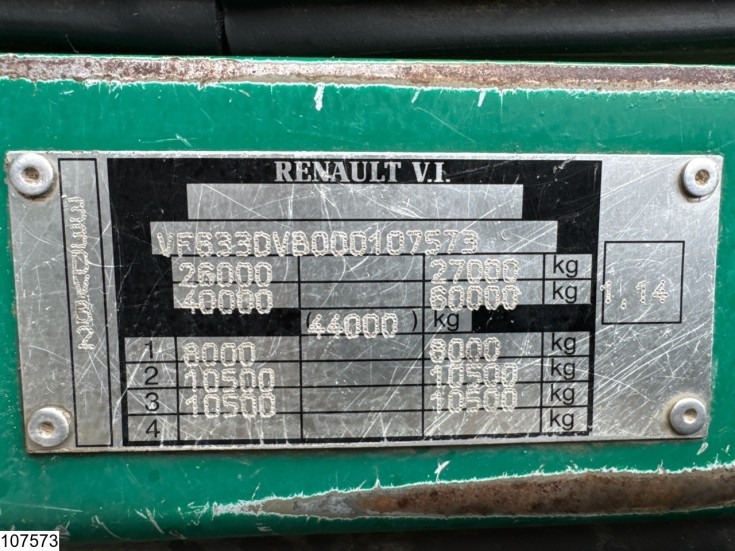 RENAULT V.I.
VF633DVB000107573
26000 27000 kg
40000 60000 kg
1,14
(44000) kg
1 8000 8000 kg
2 10500 10500 kg
3 10500 10500 kg
4 kg
107573